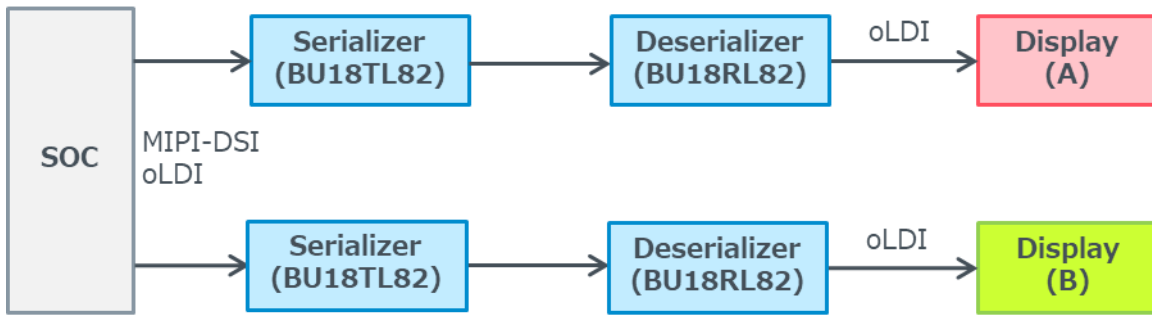 SOC
MIPI-DSI
oLDI
Serializer
(BU18TL82)
Deserializer
(BU18RL82)
oLDI
Display
(A)
Serializer
(BU18TL82)
Deserializer
(BU18RL82)
oLDI
Display
(B)